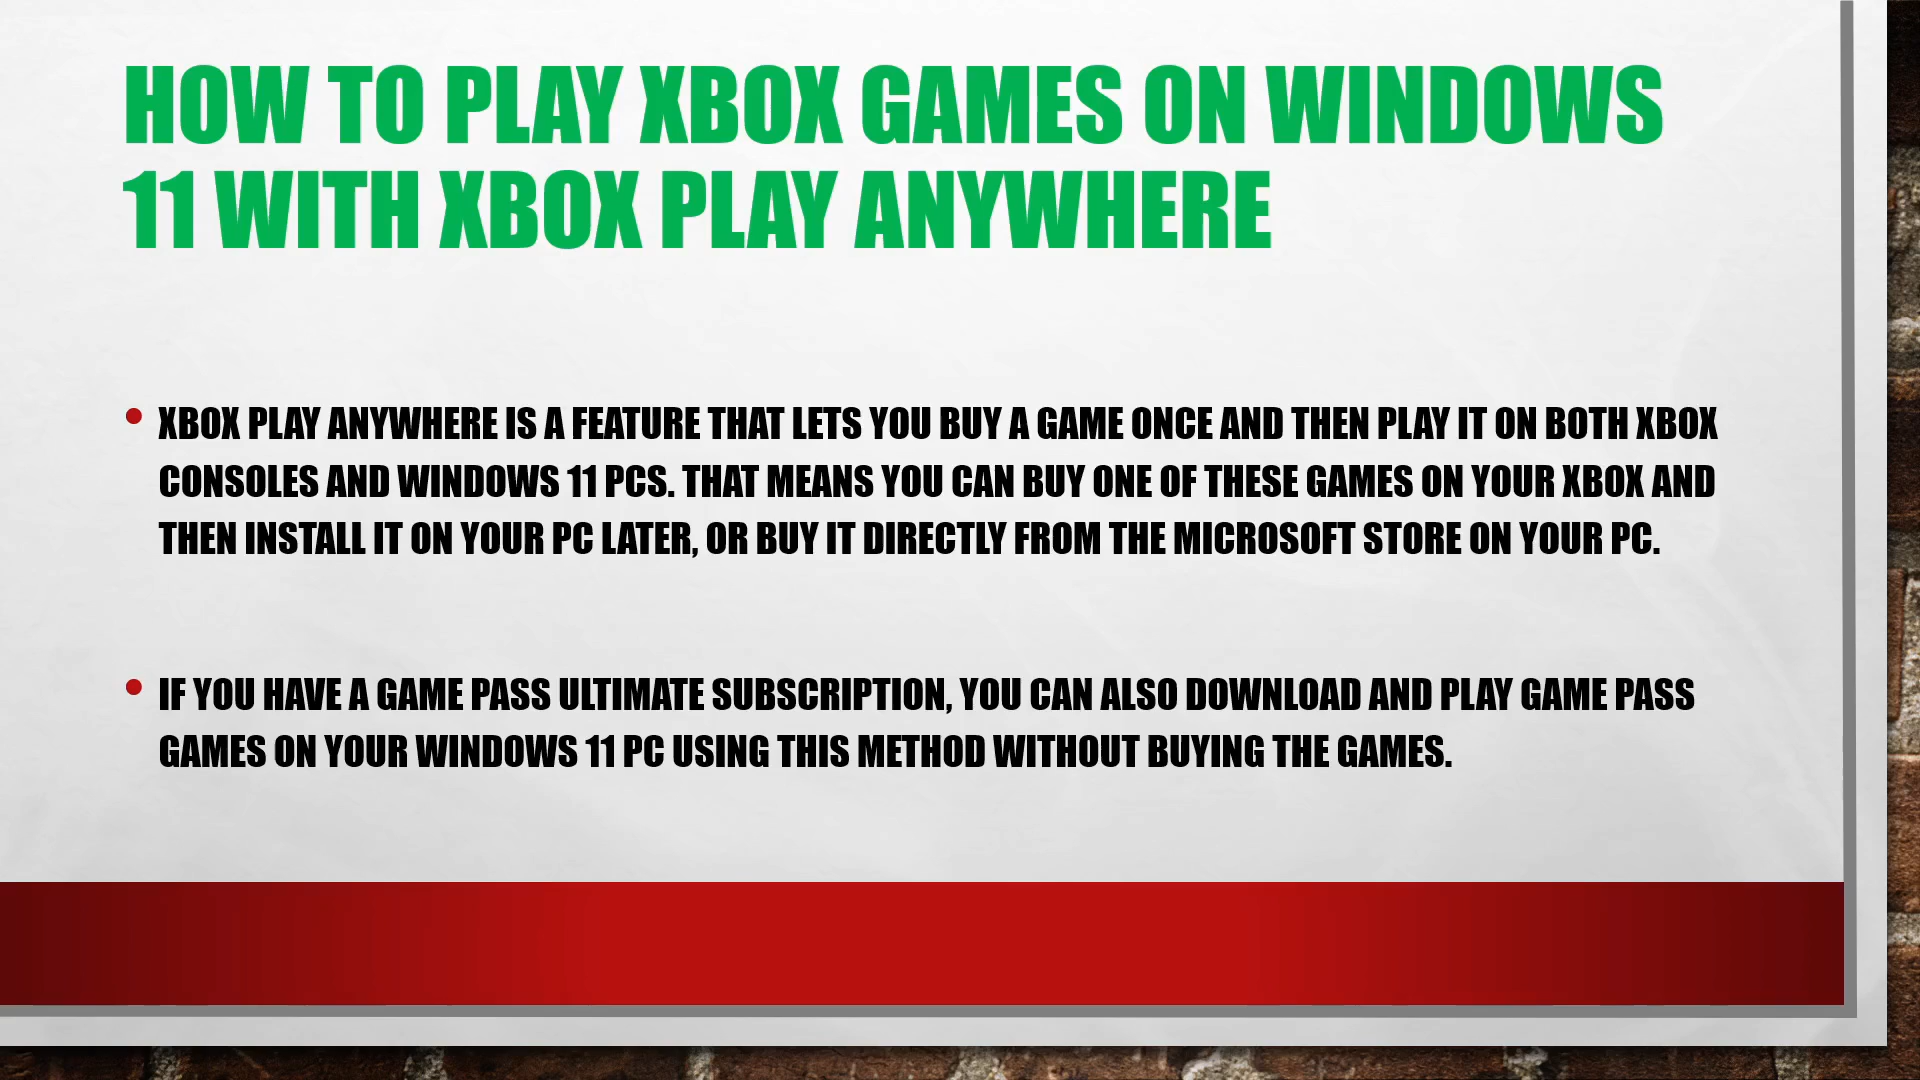 HOW TO PLAY XBOX GAMES ON WINDOWS
11 WITH XBOX PLAY ANYWHERE
• XBOX PLAY ANYWHERE IS A FEATURE THAT LETS YOU BUY A GAME ONCE AND THEN PLAY IT ON BOTH XBOX
CONSOLES AND WINDOWS 11 PCS. THAT MEANS YOU CAN BUY ONE OF THESE GAMES ON YOUR XBOX AND
THEN INSTALL IT ON YOUR PC LATER, OR BUY IT DIRECTLY FROM THE MICROSOFT STORE ON YOUR PC.
• IF YOU HAVE A GAME PASS ULTIMATE SUBSCRIPTION, YOU CAN ALSO DOWNLOAD AND PLAY GAME PASS
GAMES ON YOUR WINDOWS 11 PC USING THIS METHOD WITHOUT BUYING THE GAMES.